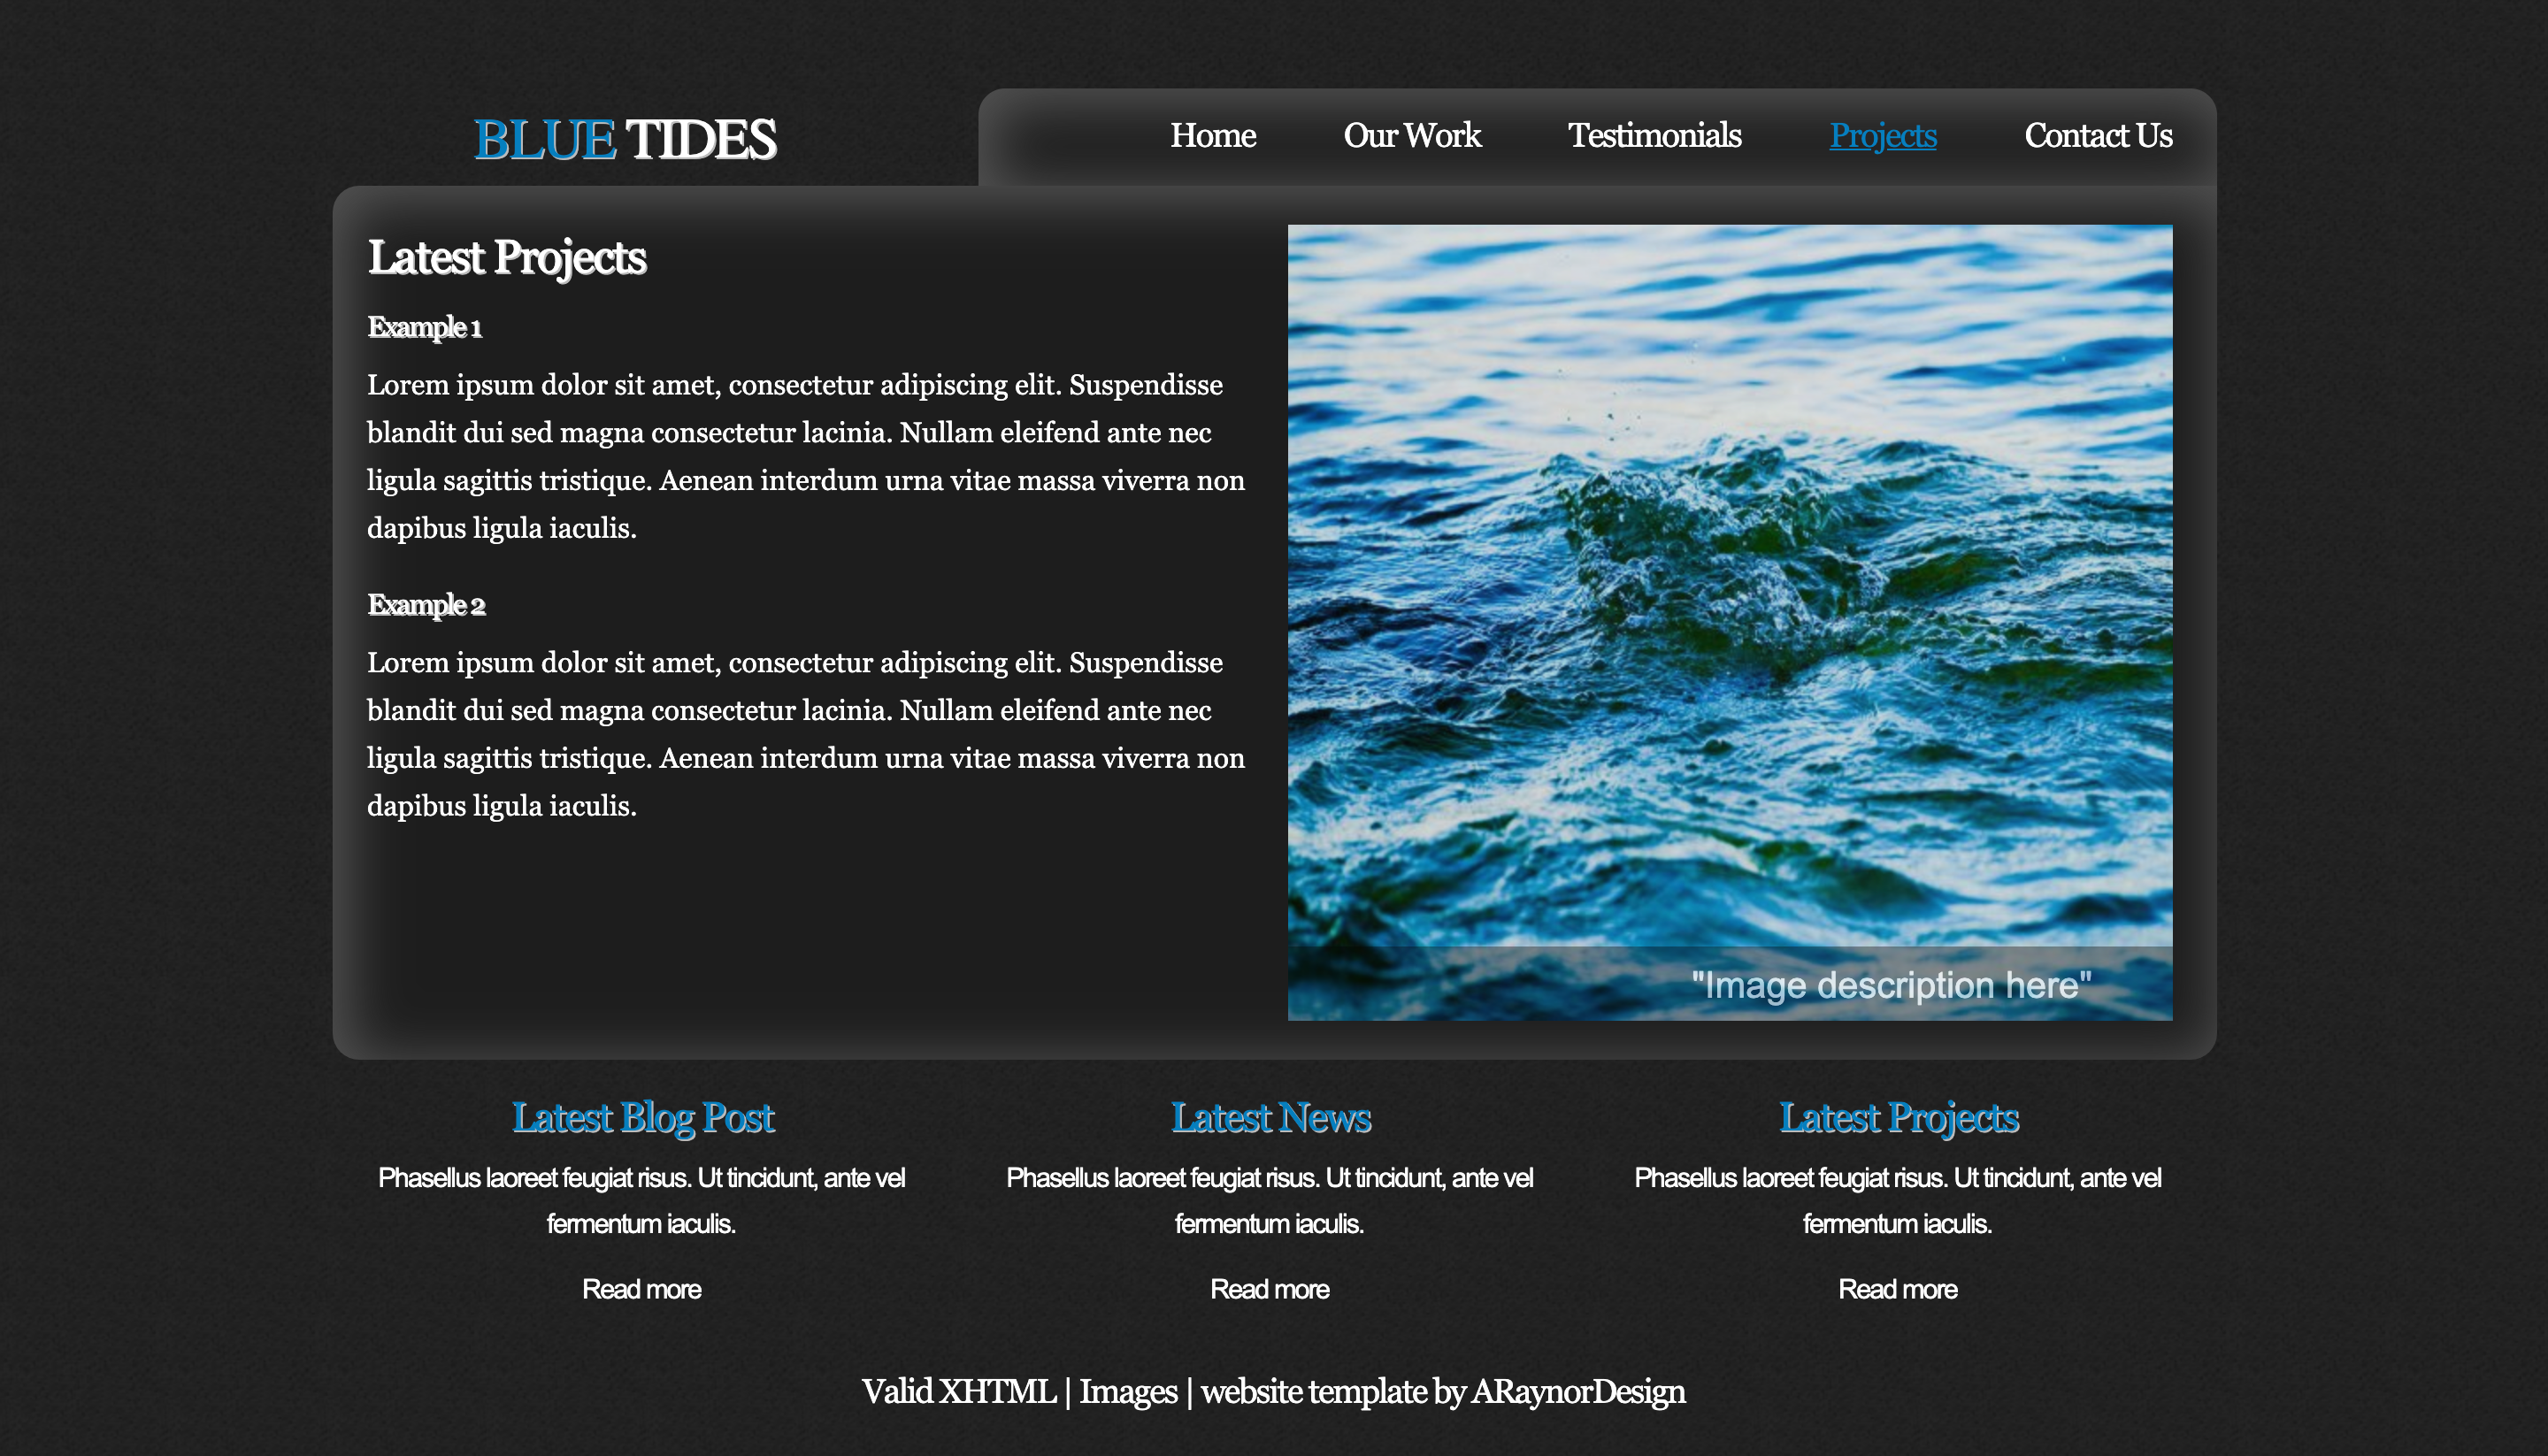 BLUE TIDES
Home Our Work Testimonials Projects Contact Us
Latest Projects
Example 1
Lorem ipsum dolor sit amet, consectetur adipiscing elit. Suspendisse
blandit dui sed magna consectetur lacinia. Nullam eleifend ante nec
ligula sagittis tristique. Aenean interdum urna vitae massa viverra non
dapibus ligula iaculis.
Example 2
Lorem ipsum dolor sit amet, consectetur adipiscing elit. Suspendisse
blandit dui sed magna consectetur lacinia. Nullam eleifend ante nec
ligula sagittis tristique. Aenean interdum urna vitae massa viverra non
dapibus ligula iaculis.
"Image description here"
Latest Blog Post
Phasellus laoreet feugiat risus. Ut tincidunt, ante vel
fermentum iaculis.
Read more
Latest News
Phasellus laoreet feugiat risus. Ut tincidunt, ante vel
fermentum iaculis.
Read more
Latest Projects
Phasellus laoreet feugiat risus. Ut tincidunt, ante vel
fermentum iaculis.
Read more
Valid XHTML | Images | website template by ARaynorDesign